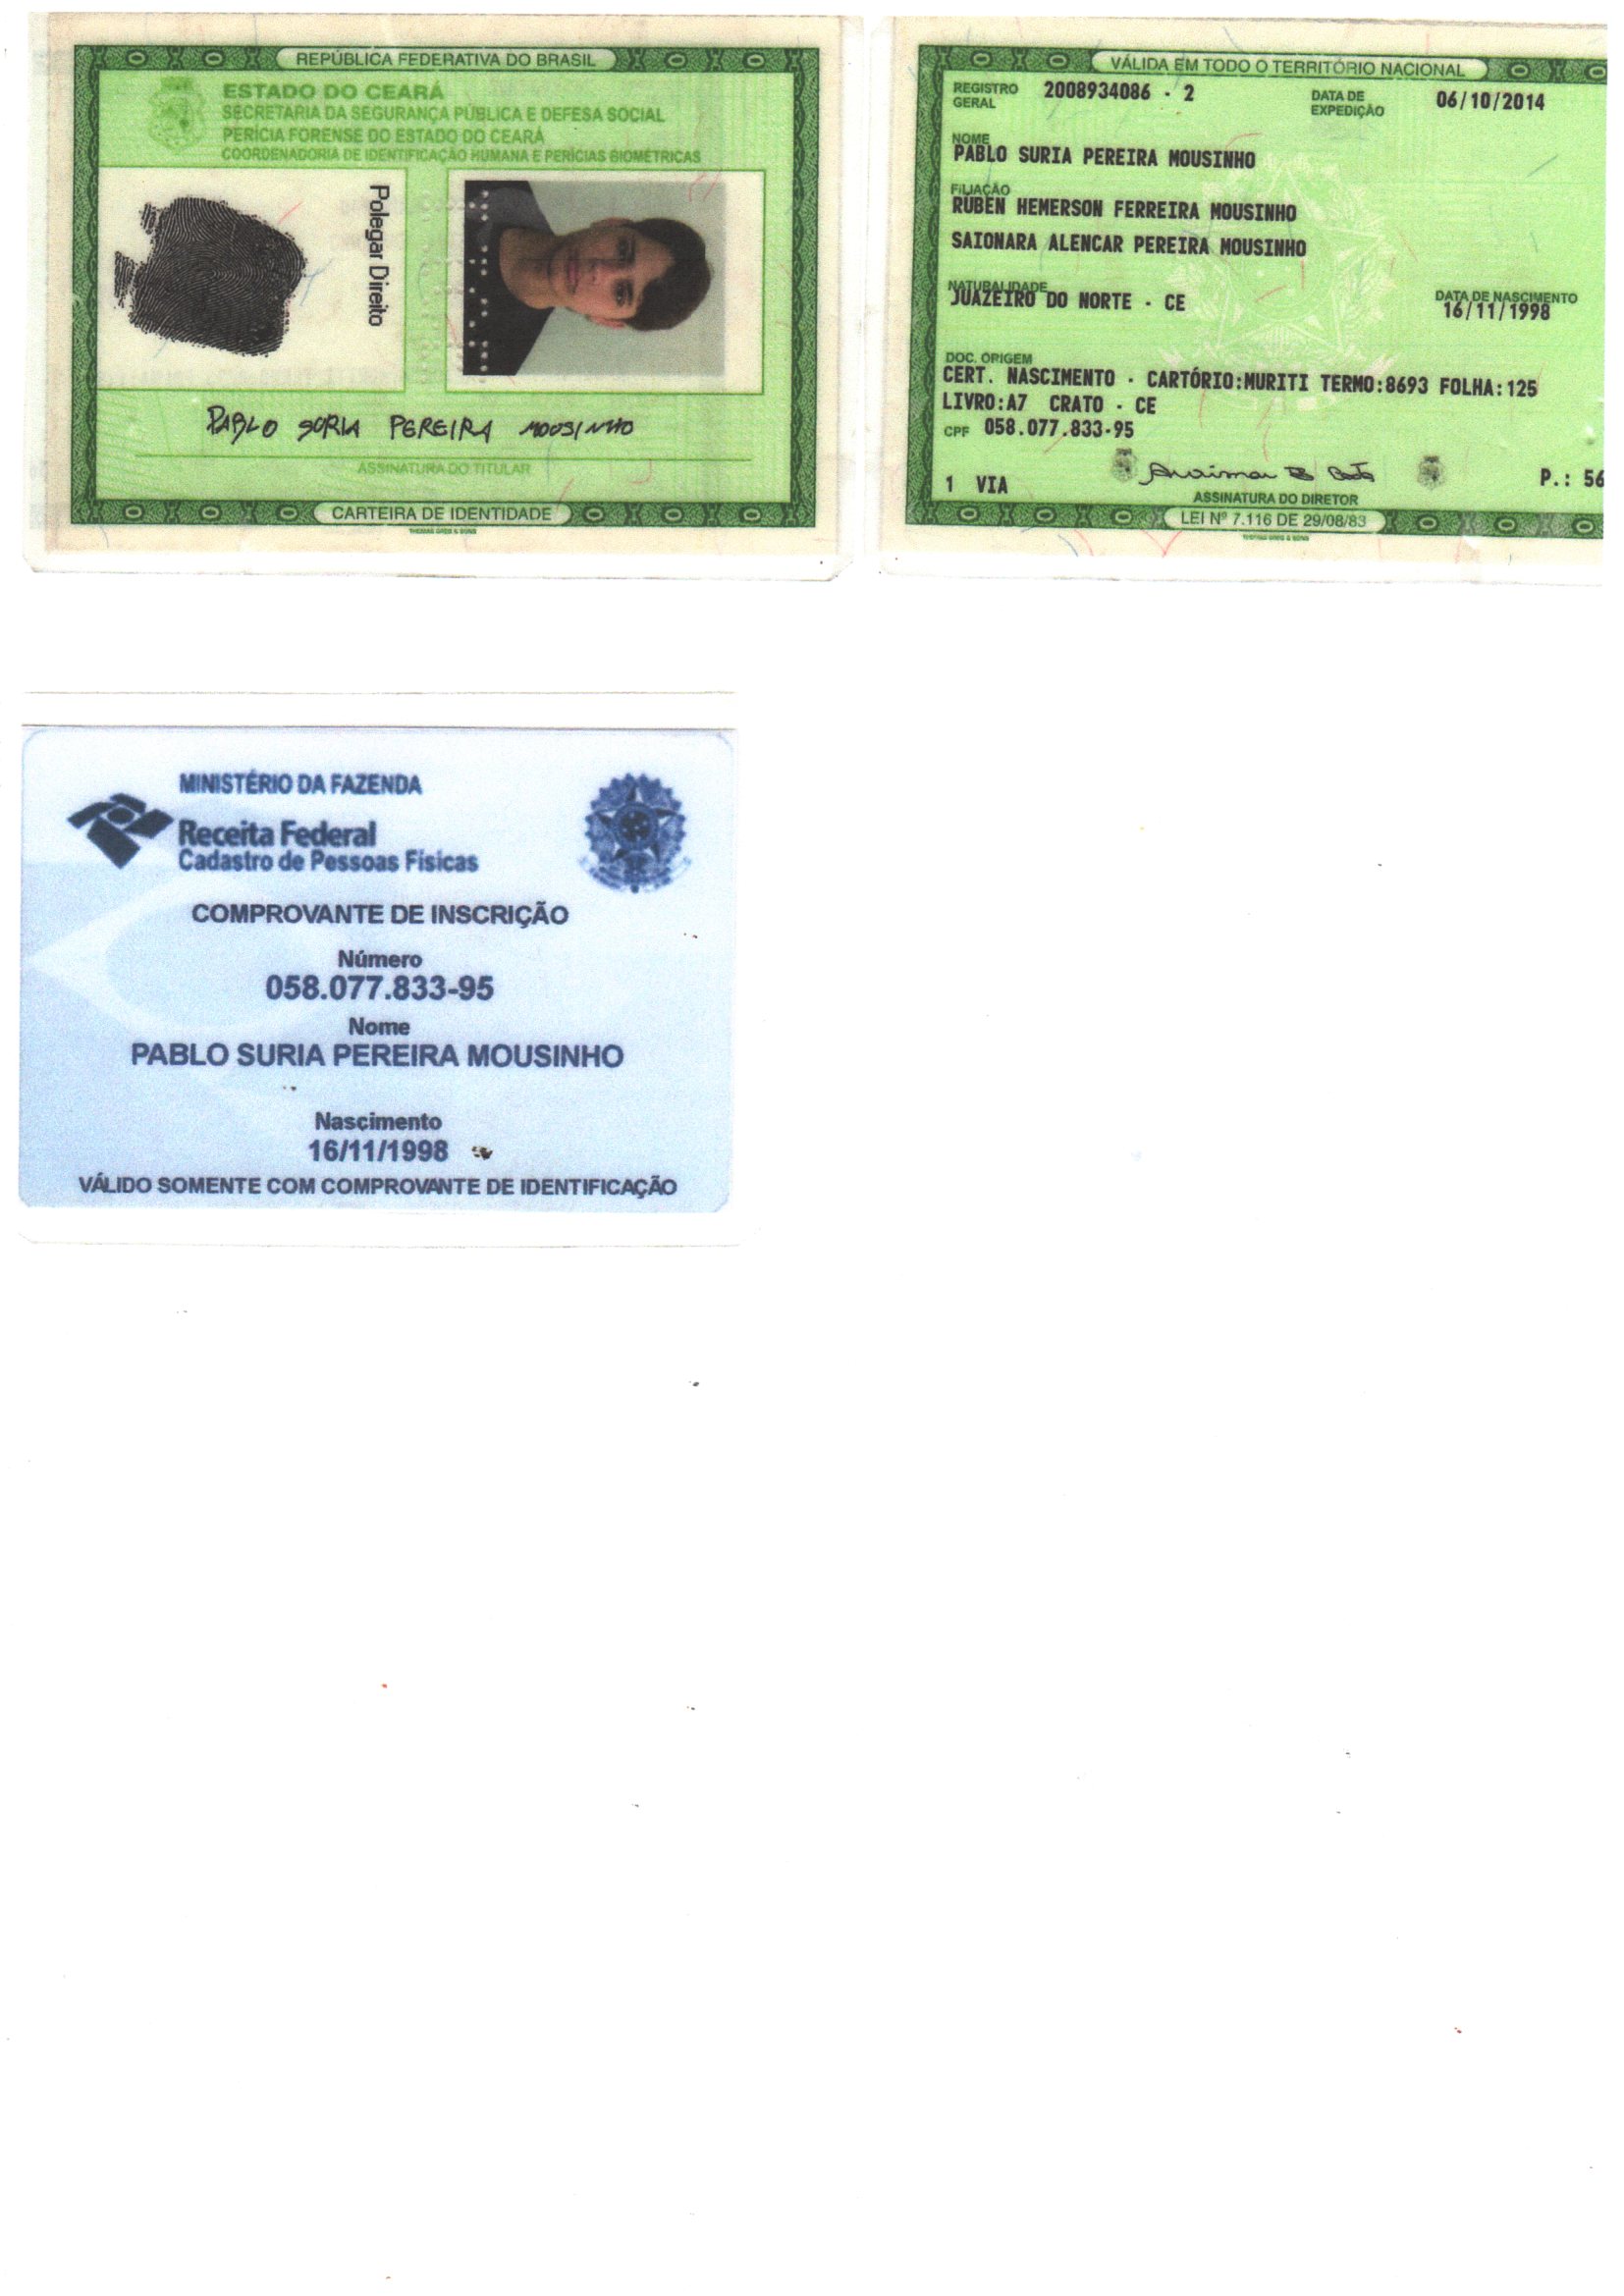 REPÚBLICA FEDERATIVA DO BRASIL
ESTADO DO CEARÁ
SECRETARIA DA SEGURANÇA PÚBLICA E DEFESA SOCIAL
PERÍCIA FORENSE DO ESTADO DO CEARÁ
COORDENADORIA DE IDENTIFICAÇÃO HUMANA E PERÍCIAS BIOMÉTRICAS
Polegar Direito
PABLO SURIA PEREIRA MOUSINHO
ASSINATURA DO TITULAR
CARTEIRA DE IDENTIDADE
THOMAS GREG & SONS
VÁLIDA EM TODO O TERRITÓRIO NACIONAL
REGISTRO GERAL 2008934086 - 2 DATA DE EXPEDIÇÃO 06/10/2014
NOME
PABLO SURIA PEREIRA MOUSINHO
FILIAÇÃO
RUBEN HEMERSON FERREIRA MOUSINHO
SAIONARA ALENCAR PEREIRA MOUSINHO
NATURALIDADE DATA DE NASCIMENTO
JUAZEIRO DO NORTE - CE 16/11/1998
DOC. ORIGEM
CERT. NASCIMENTO - CARTÓRIO:MURITI TERMO:8693 FOLHA:125
LIVRO:A7 CRATO - CE
CPF 058.077.833-95
1 VIA P.: 56
ASSINATURA DO DIRETOR
LEI Nº 7.116 DE 29/08/83
THOMAS GREG & SONS
MINISTÉRIO DA FAZENDA
Receita Federal
Cadastro de Pessoas Físicas
COMPROVANTE DE INSCRIÇÃO
Número
058.077.833-95
Nome
PABLO SURIA PEREIRA MOUSINHO
Nascimento
16/11/1998
VÁLIDO SOMENTE COM COMPROVANTE DE IDENTIFICAÇÃO